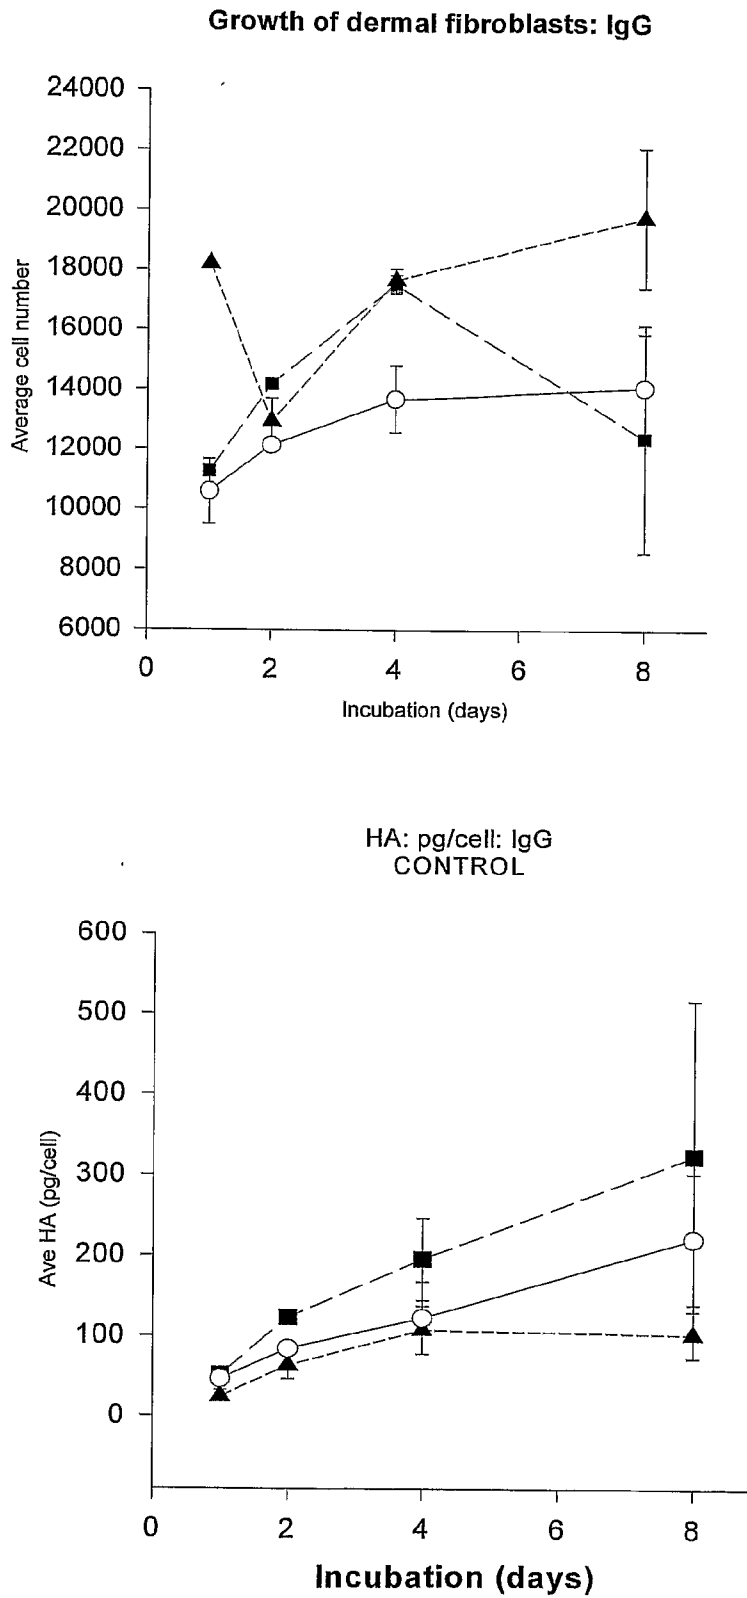 Growth of dermal fibroblasts: IgG
24000
22000
20000
18000
16000
14000
12000
10000
8000
6000
Average cell number
0 2 4 6 8
Incubation (days)
HA: pg/cell: IgG
CONTROL
600
500
400
300
200
100
0
Ave HA (pg/cell)
0 2 4 6 8
Incubation (days)